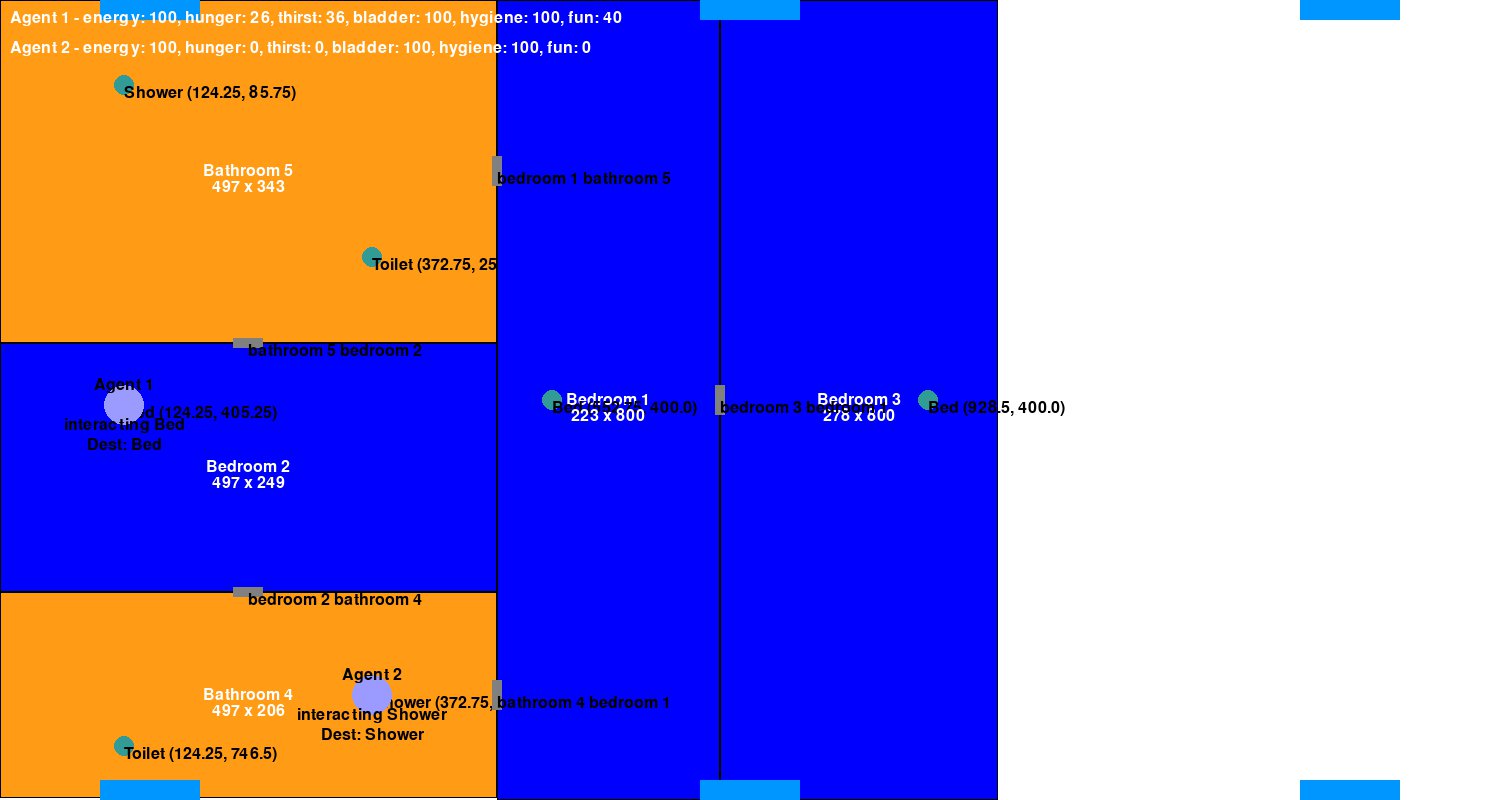 Agent 1 - energy: 100, hunger: 26, thirst: 36, bladder: 100, hygiene: 100, fun: 40
Agent 2 - energy: 100, hunger: 0, thirst: 0, bladder: 100, hygiene: 100, fun: 0
Shower (124.25, 85.75)
Bathroom 5
497 x 343
bedroom 1 bathroom 5
Toilet (372.75, 25
bathroom 5 bedroom 2
Agent 1
(124.25, 405.25)
interacting Bed
Dest: Bed
Bedroom 1
223 x 800
400.0)
bedroom 3
Bedroom 3
278 x 800
Bed (928.5, 400.0)
Bedroom 2
497 x 249
bedroom 2 bathroom 4
Agent 2
Bathroom 4
497 x 206
(372.75,
bathroom 4 bedroom 1
interacting Shower
Dest: Shower
Toilet (124.25, 746.5)